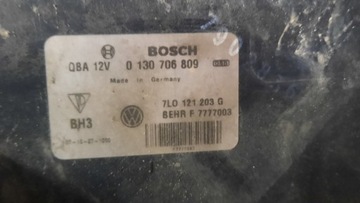 BOSCH
QBA 12V 0 130 706 809
Made in Germany
7L0 121 203 G
BEHR F 7777003
BH3